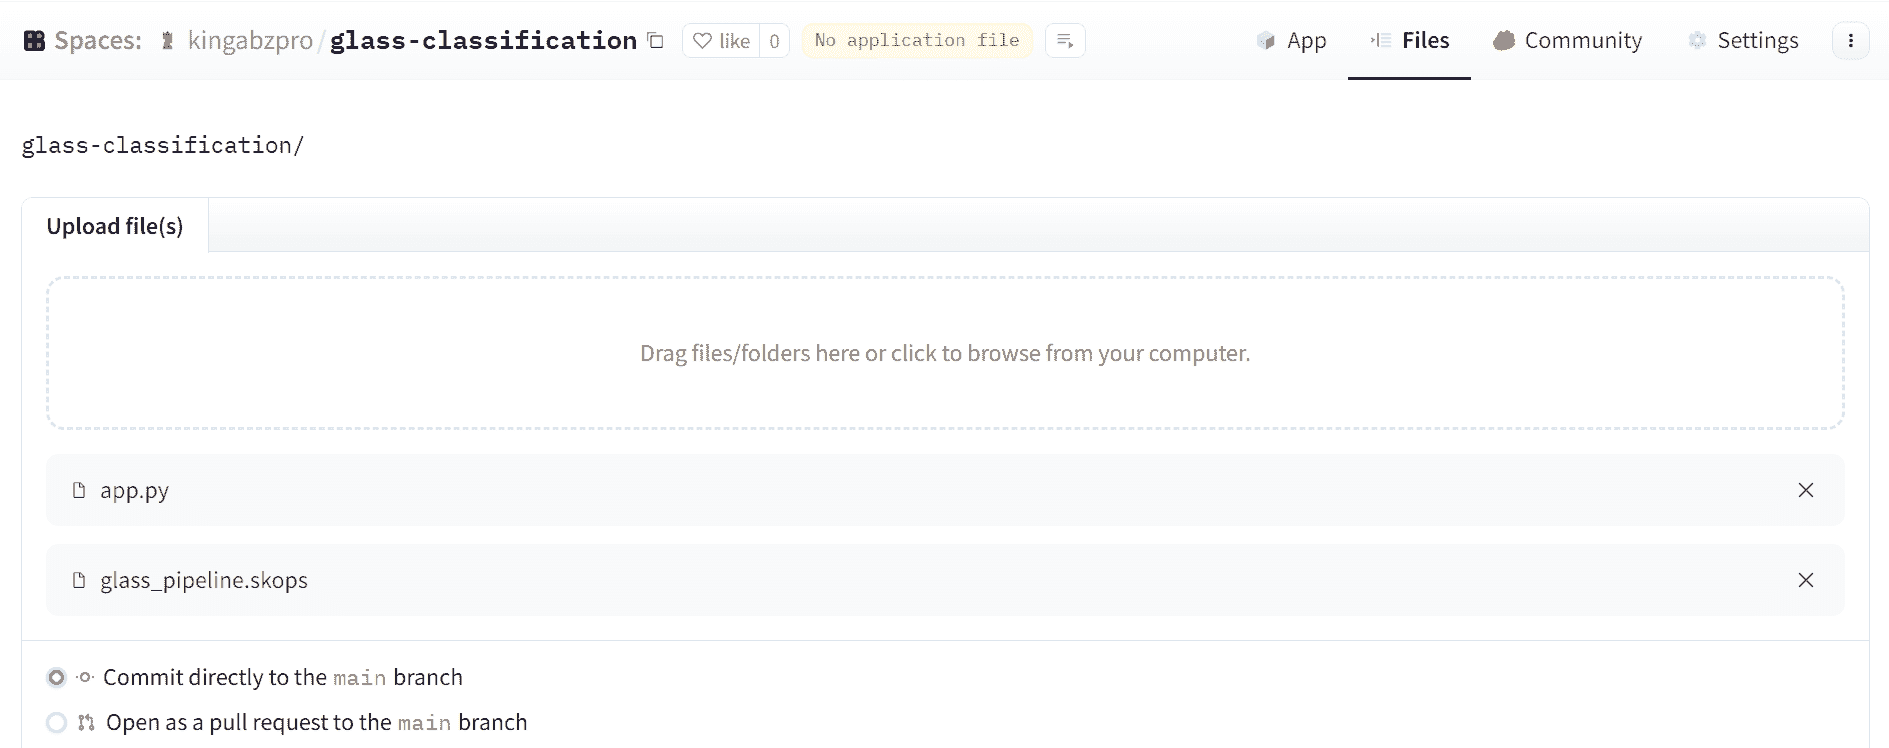 Spaces: kingabzpro/glass-classification like 0 No application file App Files Community Settings
glass-classification/
Upload file(s)
Drag files/folders here or click to browse from your computer.
app.py
glass_pipeline.skops
Commit directly to the main branch
Open as a pull request to the main branch